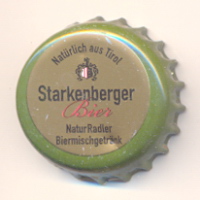 Natürlich aus Tirol
Starkenberger
Bier
NaturRadler
Biermischgetränk